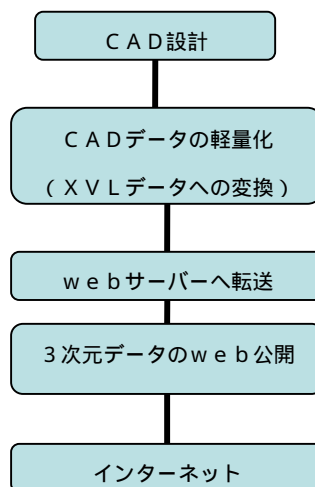 ＣＡＤ設計
ＣＡＤデータの軽量化
（ＸＶＬデータへの変換）
ｗｅｂサーバーへ転送
３次元データのｗｅｂ公開
インターネット